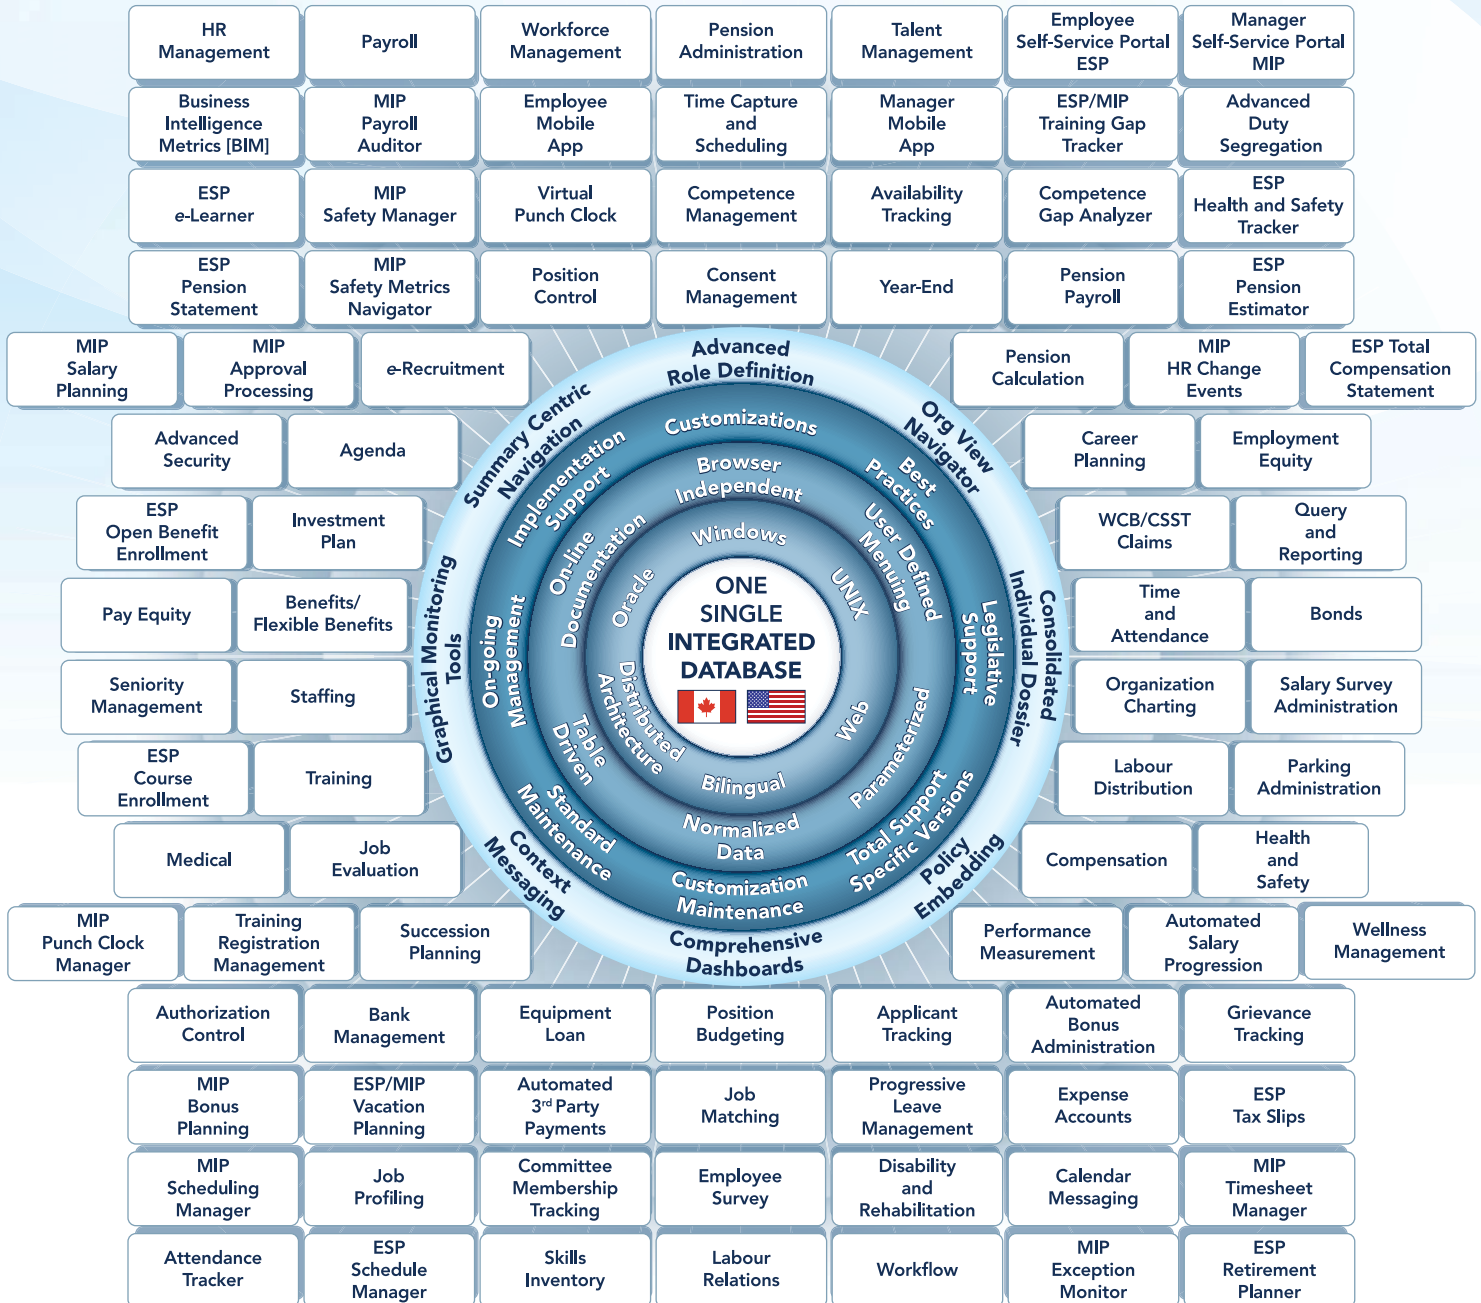 HR
Management
Payroll
Workforce
Management
Pension
Administration
Talent
Management
Employee
Self-Service Portal
ESP
Manager
Self-Service Portal
MIP
Business
Intelligence
Metrics [BIM]
MIP
Payroll
Auditor
Employee
Mobile
App
Time Capture
and
Scheduling
Manager
Mobile
App
ESP/MIP
Training Gap
Tracker
Advanced
Duty
Segregation
ESP
e-Learner
MIP
Safety Manager
Virtual
Punch Clock
Competence
Management
Availability
Tracking
Competence
Gap Analyzer
ESP
Health and Safety
Tracker
ESP
Pension
Statement
MIP
Safety Metrics
Navigator
Position
Control
Consent
Management
Year-End
Pension
Payroll
ESP
Pension
Estimator
MIP
Salary
Planning
MIP
Approval
Processing
e-Recruitment
Pension
Calculation
MIP
HR Change
Events
ESP Total
Compensation
Statement
Advanced
Security
Agenda
Career
Planning
Employment
Equity
ESP
Open Benefit
Enrollment
Investment
Plan
WCB/CSST
Claims
Query
and
Reporting
Pay Equity
Benefits/
Flexible Benefits
Time
and
Attendance
Bonds
Seniority
Management
Staffing
Organization
Charting
Salary Survey
Administration
ESP
Course
Enrollment
Training
Labour
Distribution
Parking
Administration
Medical
Job
Evaluation
Compensation
Health
and
Safety
MIP
Punch Clock
Manager
Training
Registration
Management
Succession
Planning
Performance
Measurement
Automated
Salary
Progression
Wellness
Management
Advanced
Role Definition
Org View
Navigator
Consolidated
Individual Dossier
Policy
Embedding
Comprehensive
Dashboards
Context
Messaging
Graphical Monitoring
Tools
Summary Centric
Navigation
Customizations
Best
Practices
Legislative
Support
Total Support
Specific Versions
Customization
Maintenance
Standard
Maintenance
On-going
Management
Implementation
Support
Browser
Independent
User Defined
Menuing
Parameterized
Normalized
Data
Table
Driven
On-line
Documentation
Windows
UNIX
Web
Bilingual
Distributed
Architecture
Oracle
ONE
SINGLE
INTEGRATED
DATABASE
Authorization
Control
Bank
Management
Equipment
Loan
Position
Budgeting
Applicant
Tracking
Automated
Bonus
Administration
Grievance
Tracking
MIP
Bonus
Planning
ESP/MIP
Vacation
Planning
Automated
3rd Party
Payments
Job
Matching
Progressive
Leave
Management
Expense
Accounts
ESP
Tax Slips
MIP
Scheduling
Manager
Job
Profiling
Committee
Membership
Tracking
Employee
Survey
Disability
and
Rehabilitation
Calendar
Messaging
MIP
Timesheet
Manager
Attendance
Tracker
ESP
Schedule
Manager
Skills
Inventory
Labour
Relations
Workflow
MIP
Exception
Monitor
ESP
Retirement
Planner